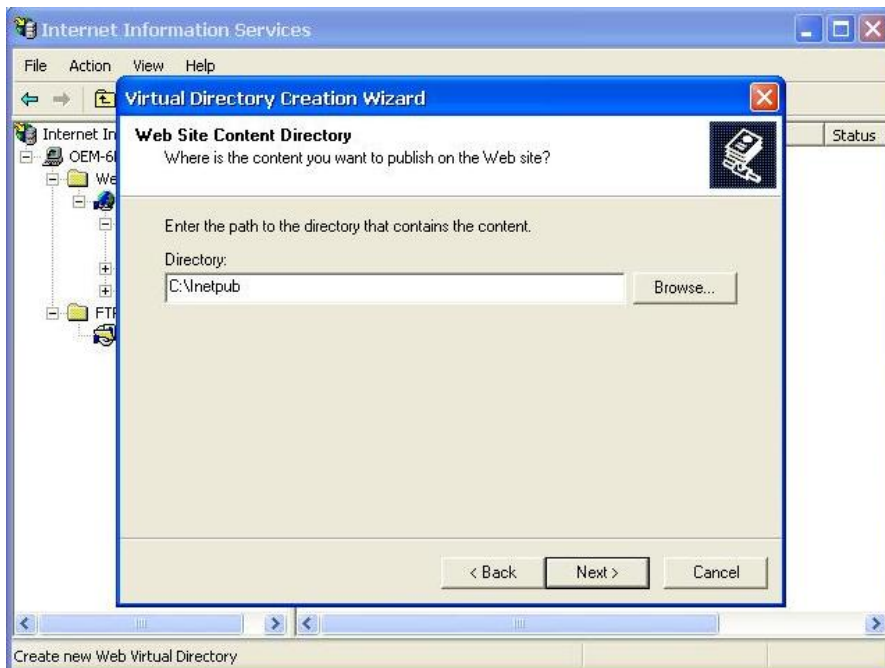 Internet Information Services
File Action View Help
Virtual Directory Creation Wizard
Internet In
Status
Web Site Content Directory
Where is the content you want to publish on the Web site?
OEM-6
We
Enter the path to the directory that contains the content.
Directory:
C:\Inetpub
Browse...
FTP
< Back Next > Cancel
Create new Web Virtual Directory